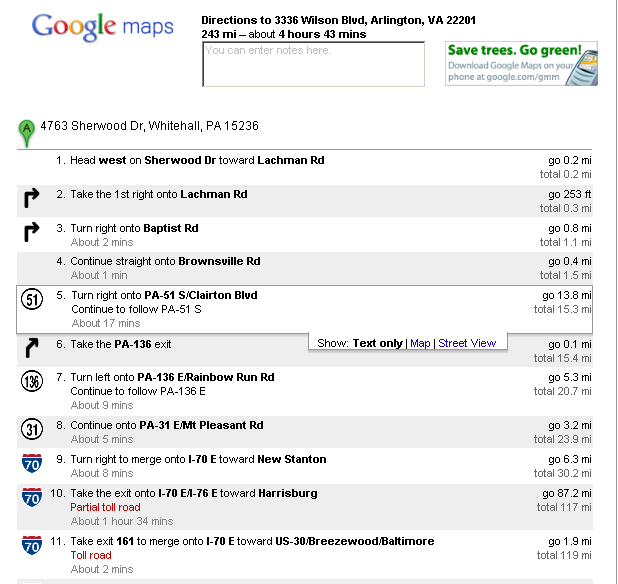 Google maps
Directions to 3336 Wilson Blvd, Arlington, VA 22201
243 mi – about 4 hours 43 mins
You can enter notes here.
Save trees. Go green!
Download Google Maps on your
phone at google.com/gmm
A
4763 Sherwood Dr, Whitehall, PA 15236
1. Head west on Sherwood Dr toward Lachman Rd go 0.2 mi
total 0.2 mi
2. Take the 1st right onto Lachman Rd go 253 ft
total 0.3 mi
3. Turn right onto Baptist Rd go 0.8 mi
About 2 mins total 1.1 mi
4. Continue straight onto Brownsville Rd go 0.4 mi
About 1 min total 1.5 mi
51 5. Turn right onto PA-51 S/Clairton Blvd go 13.8 mi
Continue to follow PA-51 S total 15.3 mi
About 17 mins
6. Take the PA-136 exit go 0.1 mi
Show: Text only | Map | Street View
total 15.4 mi
136 7. Turn left onto PA-136 E/Rainbow Run Rd go 5.3 mi
Continue to follow PA-136 E total 20.7 mi
About 9 mins
31 8. Continue onto PA-31 E/Mt Pleasant Rd go 3.2 mi
About 5 mins total 23.9 mi
70 9. Turn right to merge onto I-70 E toward New Stanton go 6.3 mi
About 8 mins total 30.2 mi
70 10. Take the exit onto I-70 E/I-76 E toward Harrisburg go 87.2 mi
Partial toll road total 117 mi
About 1 hour 34 mins
70 11. Take exit 161 to merge onto I-70 E toward US-30/Breezewood/Baltimore go 1.9 mi
Toll road total 119 mi
About 2 mins